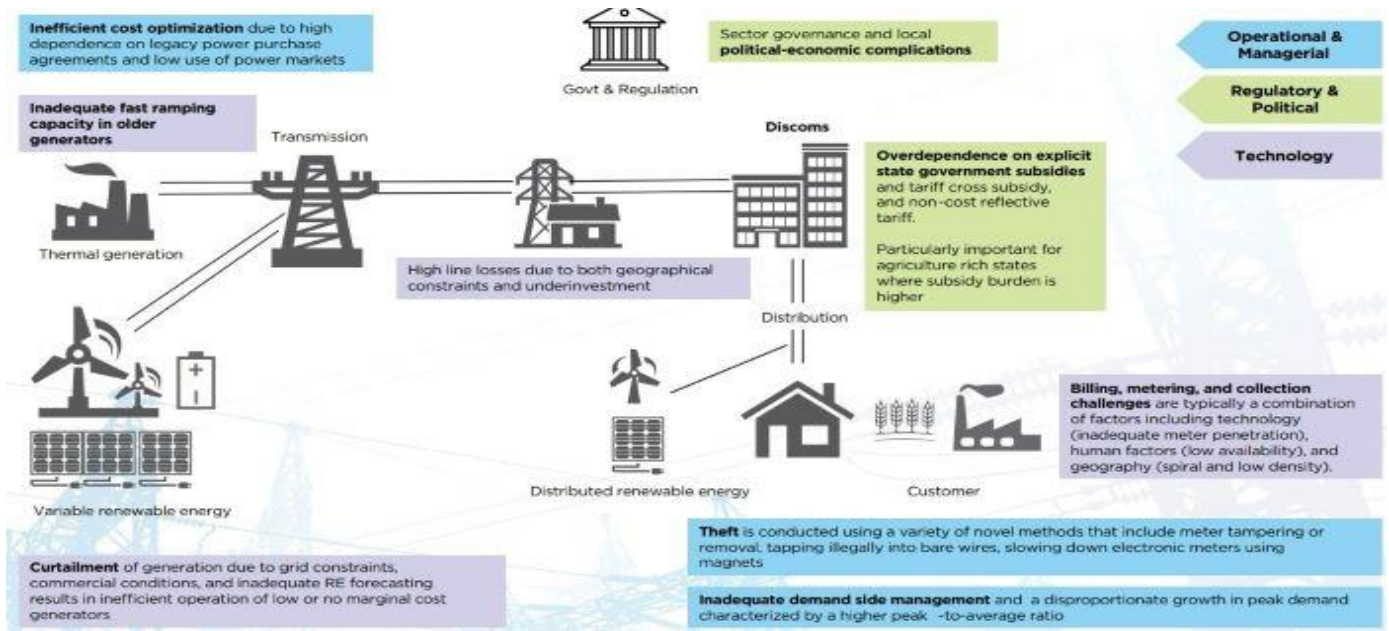 Inefficient cost optimization due to high
dependence on legacy power purchase
agreements and low use of power markets
Govt & Regulation
Sector governance and local
political-economic complications
Operational &
Managerial
Regulatory &
Political
Technology
Inadequate fast ramping
capacity in older
generators
Transmission
Discoms
Thermal generation
High line losses due to both geographical
constraints and underinvestment
Overdependence on explicit
state government subsidies
and tariff cross subsidy,
and non-cost reflective
tariff.
Particularly important for
agriculture rich states
where subsidy burden is
higher
Distribution
Variable renewable energy
Distributed renewable energy
Customer
Billing, metering, and collection
challenges are typically a combination
of factors including technology
(inadequate meter penetration),
human factors (low availability), and
geography (spiral and low density).
Curtailment of generation due to grid constraints,
commercial conditions, and inadequate RE forecasting
results in inefficient operation of low or no marginal cost
generators
Theft is conducted using a variety of novel methods that include meter tampering or
removal, tapping illegally into bare wires, slowing down electronic meters using
magnets
Inadequate demand side management and a disproportionate growth in peak demand
characterized by a higher peak -to-average ratio